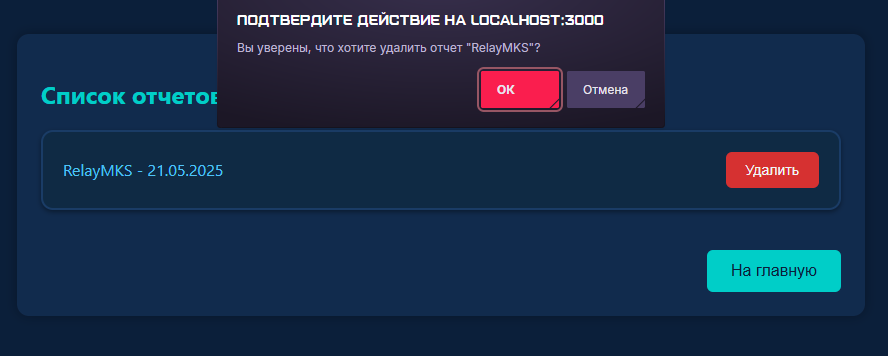 ПОДТВЕРДИТЕ ДЕЙСТВИЕ НА LOCALHOST:3000
Вы уверены, что хотите удалить отчет "RelayMKS"?
ОК
Отмена
Список отчетов
RelayMKS - 21.05.2025
Удалить
На главную